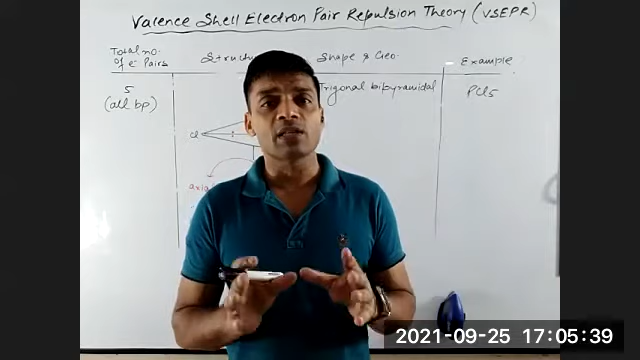 Valence Shell Electron Pair Repulsion Theory (VSEPR)
Total no. of e⁻ Pairs
Shape & Geo.
Example
5 (all bp)
Trigonal bipyramidal
PCl5
Cl
2021-09-25 17:05:39